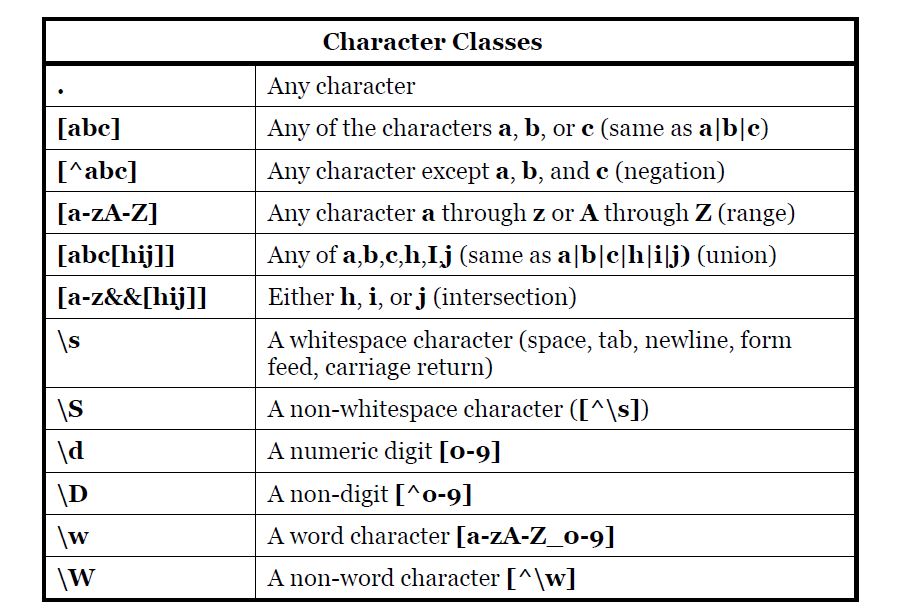 Character Classes
. Any character
[abc] Any of the characters a, b, or c (same as a|b|c)
[^abc] Any character except a, b, and c (negation)
[a-zA-Z] Any character a through z or A through Z (range)
[abc[hij]] Any of a,b,c,h,I,j (same as a|b|c|h|i|j) (union)
[a-z&&[hij]] Either h, i, or j (intersection)
\s A whitespace character (space, tab, newline, form
feed, carriage return)
\S A non-whitespace character ([^\s])
\d A numeric digit [0-9]
\D A non-digit [^0-9]
\w A word character [a-zA-Z_0-9]
\W A non-word character [^\w]